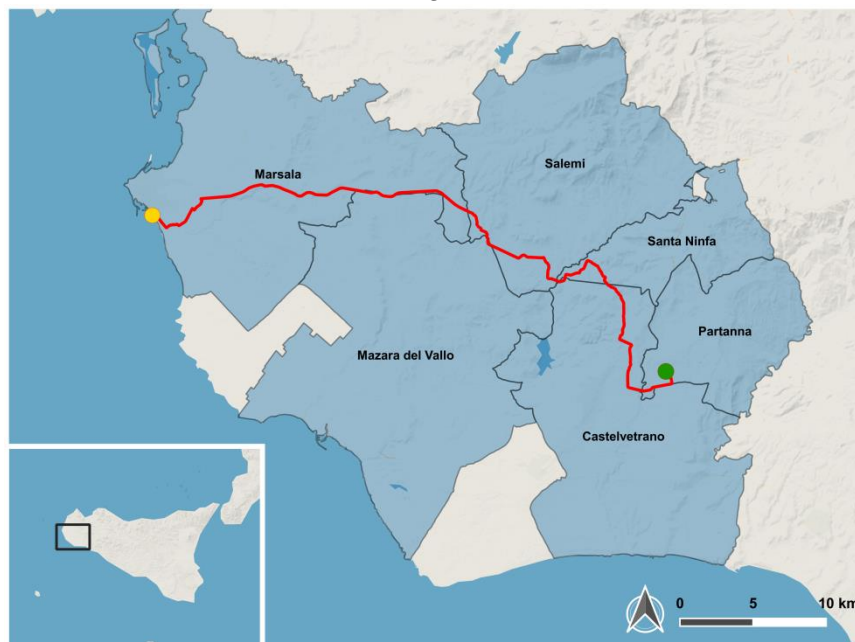 Salemi
Marsala
Santa Ninfa
Partanna
Mazara del Vallo
Castelvetrano
0 5 10 km